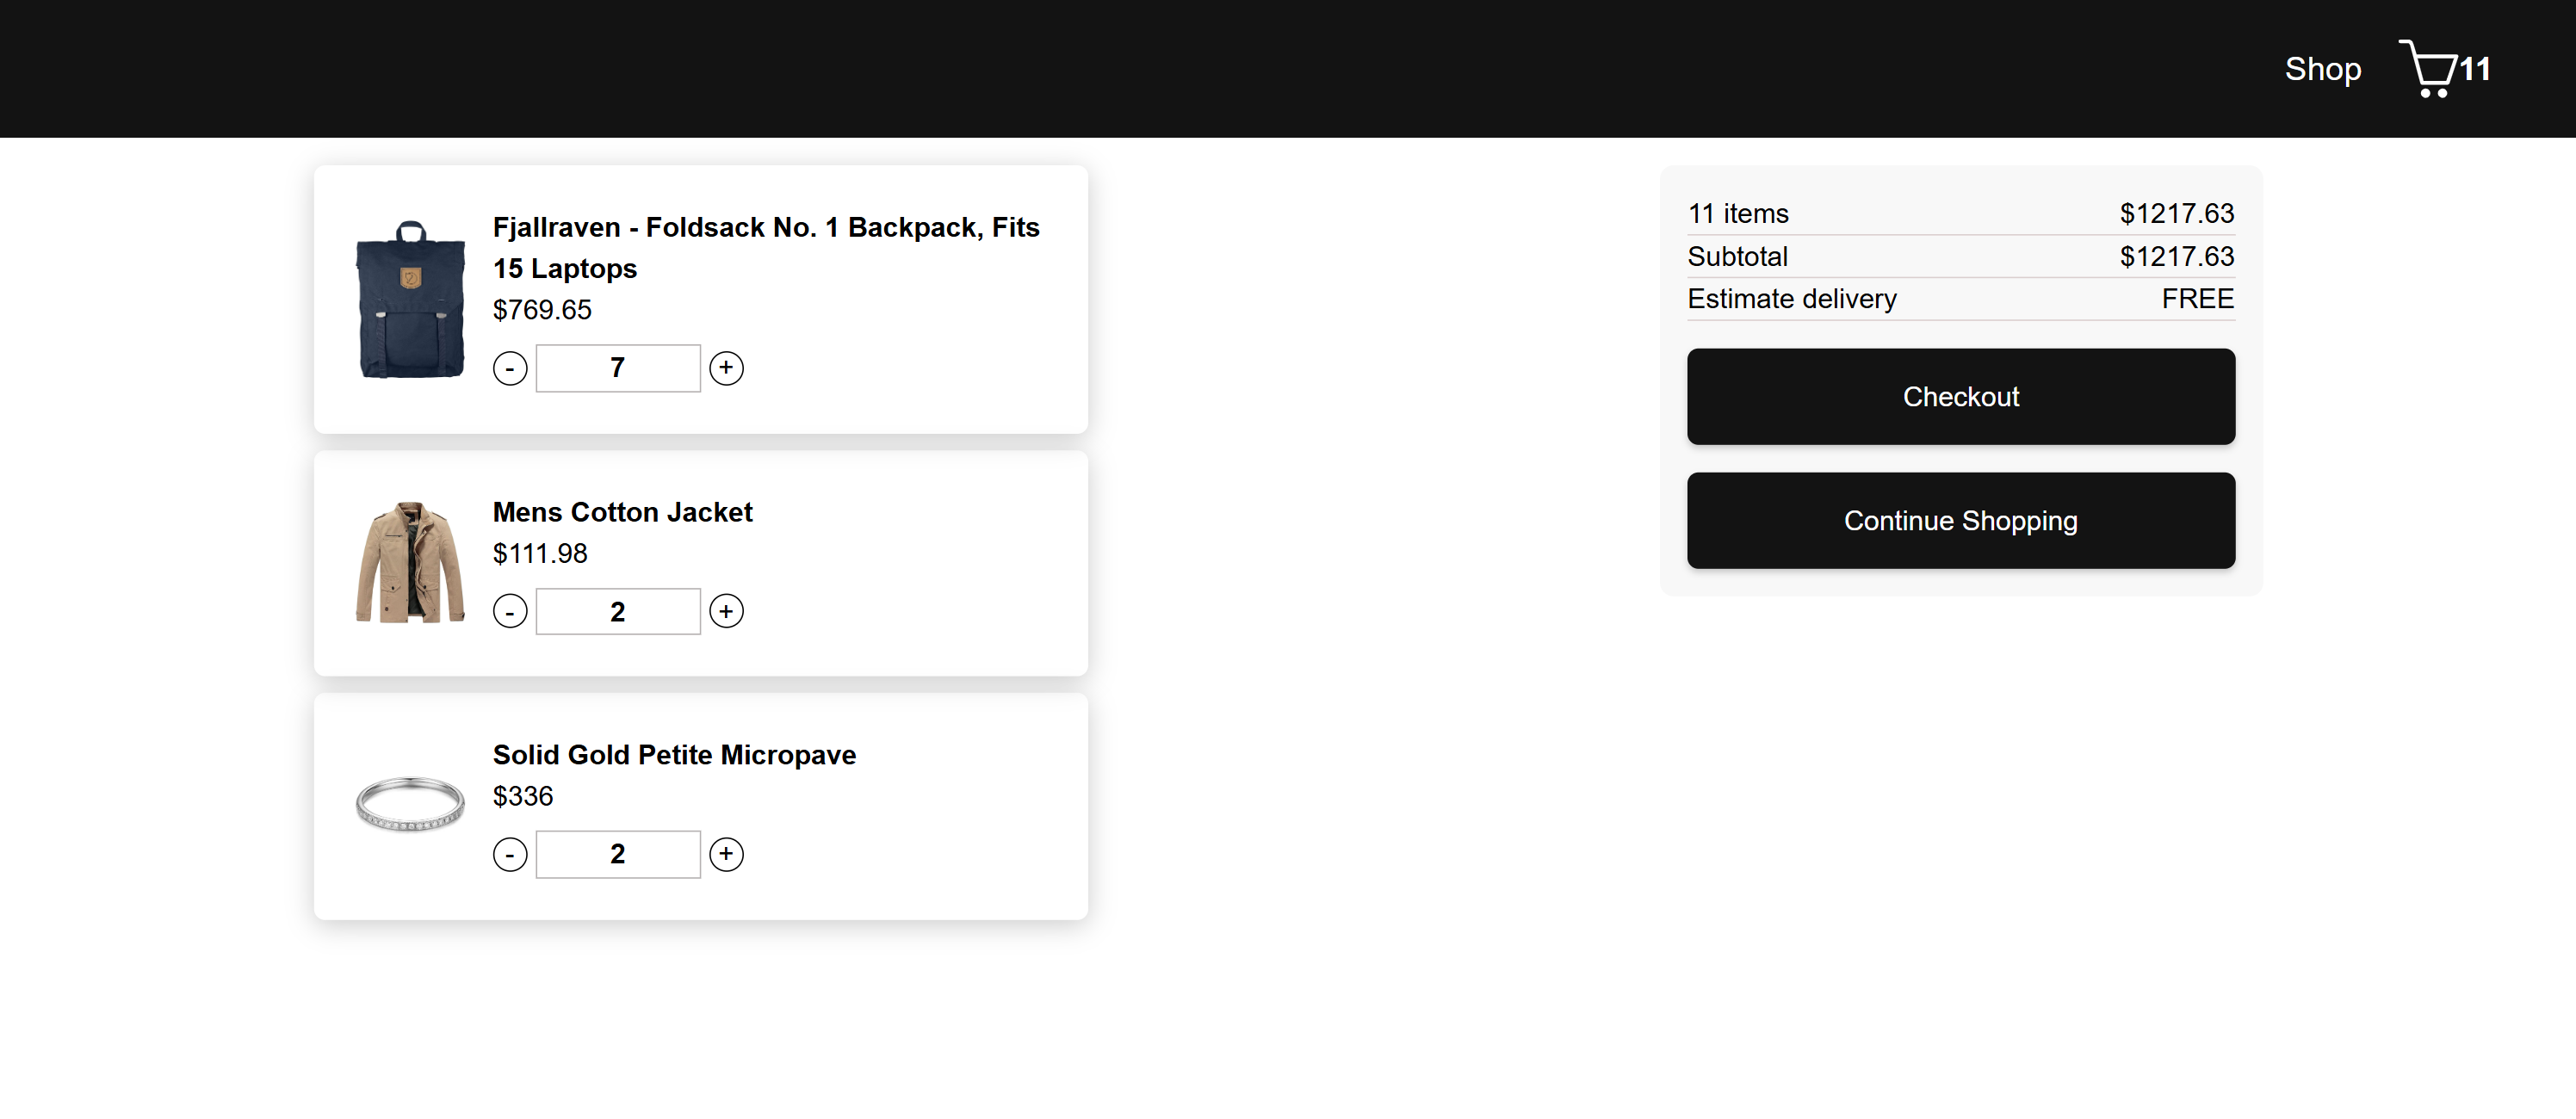 Shop 11
Fjallraven - Foldsack No. 1 Backpack, Fits
15 Laptops
$769.65
- 7 +
Mens Cotton Jacket
$111.98
- 2 +
Solid Gold Petite Micropave
$336
- 2 +
11 items $1217.63
Subtotal $1217.63
Estimate delivery FREE
Checkout
Continue Shopping